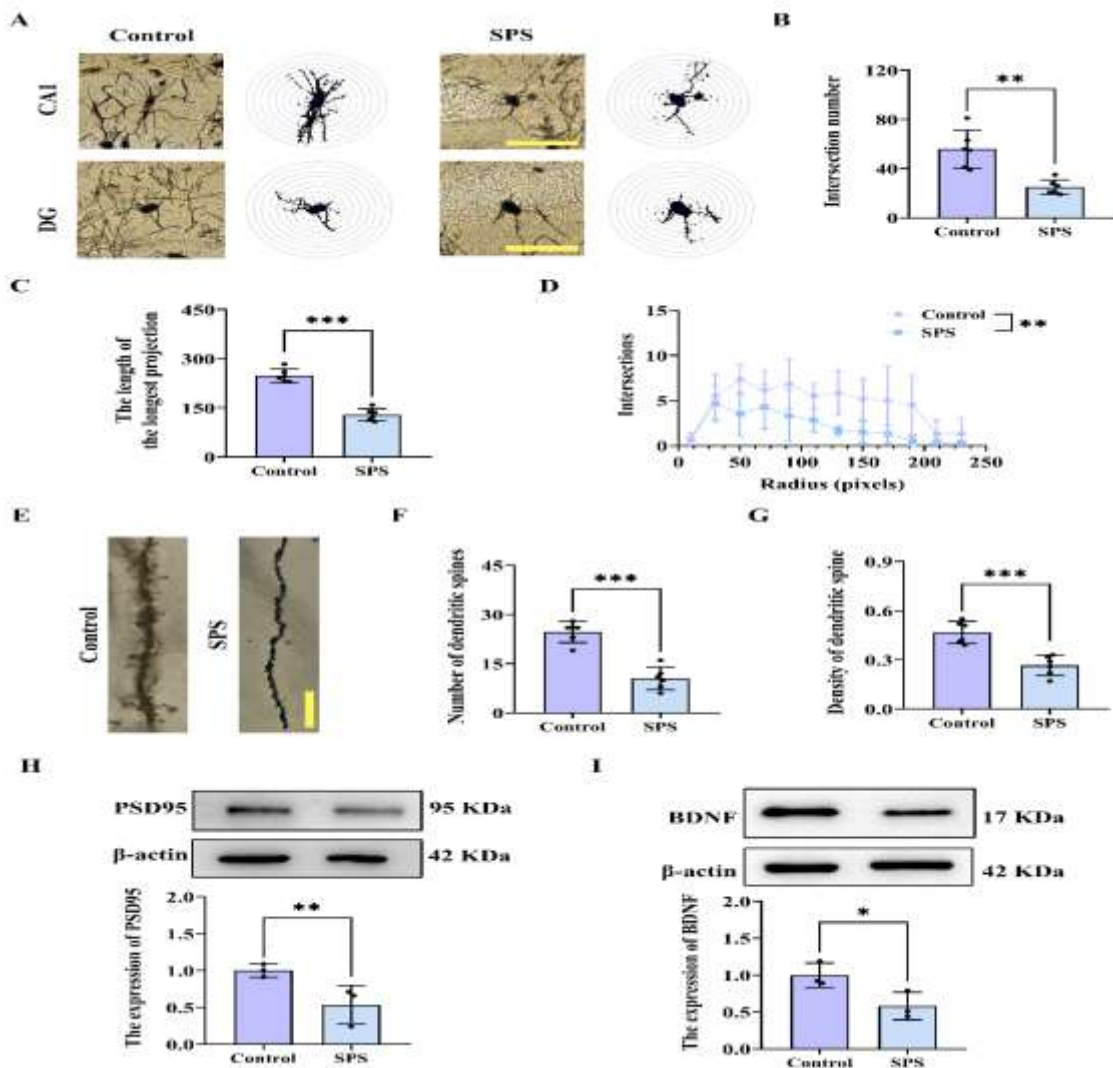 A
Control
SPS
CA1
DG
B
Intersection number
120
80
40
0
**
Control
SPS
C
The length of
the longest projection
450
300
150
0
***
Control
SPS
D
Intersections
15
10
5
0
Control
SPS
**
0
50
100
150
200
250
Radius (pixels)
E
Control
SPS
F
Number of dendritic spines
45
30
15
0
***
Control
SPS
G
Density of dendritic spine
0.9
0.6
0.3
0.0
***
Control
SPS
H
PSD95
95 KDa
β-actin
42 KDa
The expression of PSD95
2.0
1.5
1.0
0.5
0.0
**
Control
SPS
I
BDNF
17 KDa
β-actin
42 KDa
The expression of BDNF
2.0
1.5
1.0
0.5
0.0
*
Control
SPS